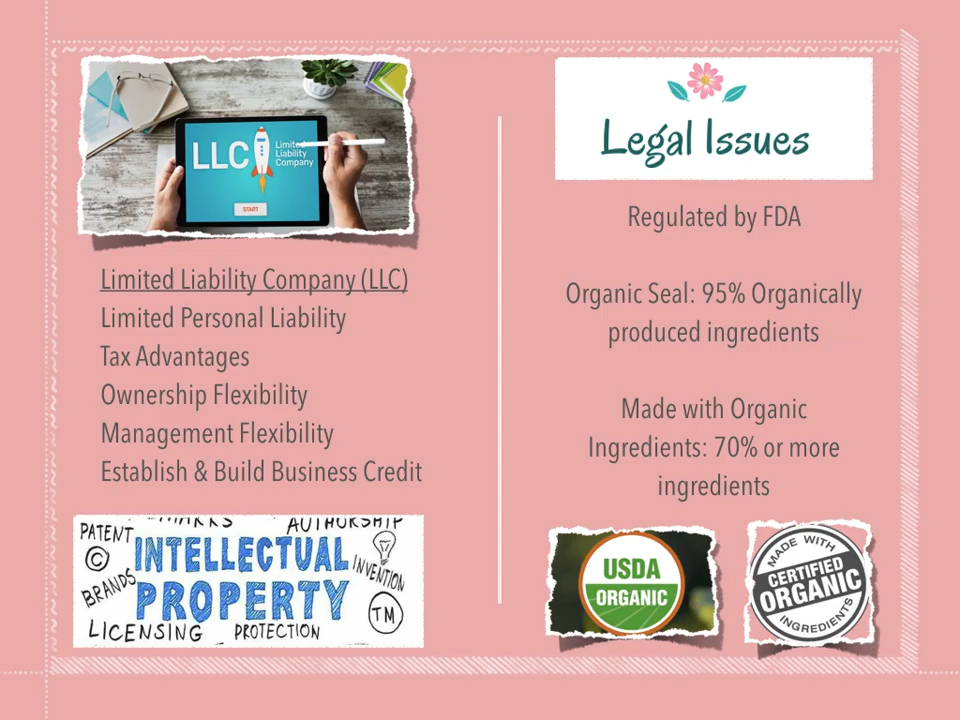 LLC
Limited
Liability
Company
START
Limited Liability Company (LLC)
Limited Personal Liability
Tax Advantages
Ownership Flexibility
Management Flexibility
Establish & Build Business Credit
MARKS AUTHORSHIP
PATENT
©
INTELLECTUAL
PROPERTY
BRANDS
INVENTION
TM
LICENSING PROTECTION
Legal Issues
Regulated by FDA
Organic Seal: 95% Organically
produced ingredients
Made with Organic
Ingredients: 70% or more
ingredients
USDA
ORGANIC
MADE WITH
CERTIFIED
ORGANIC
INGREDIENTS